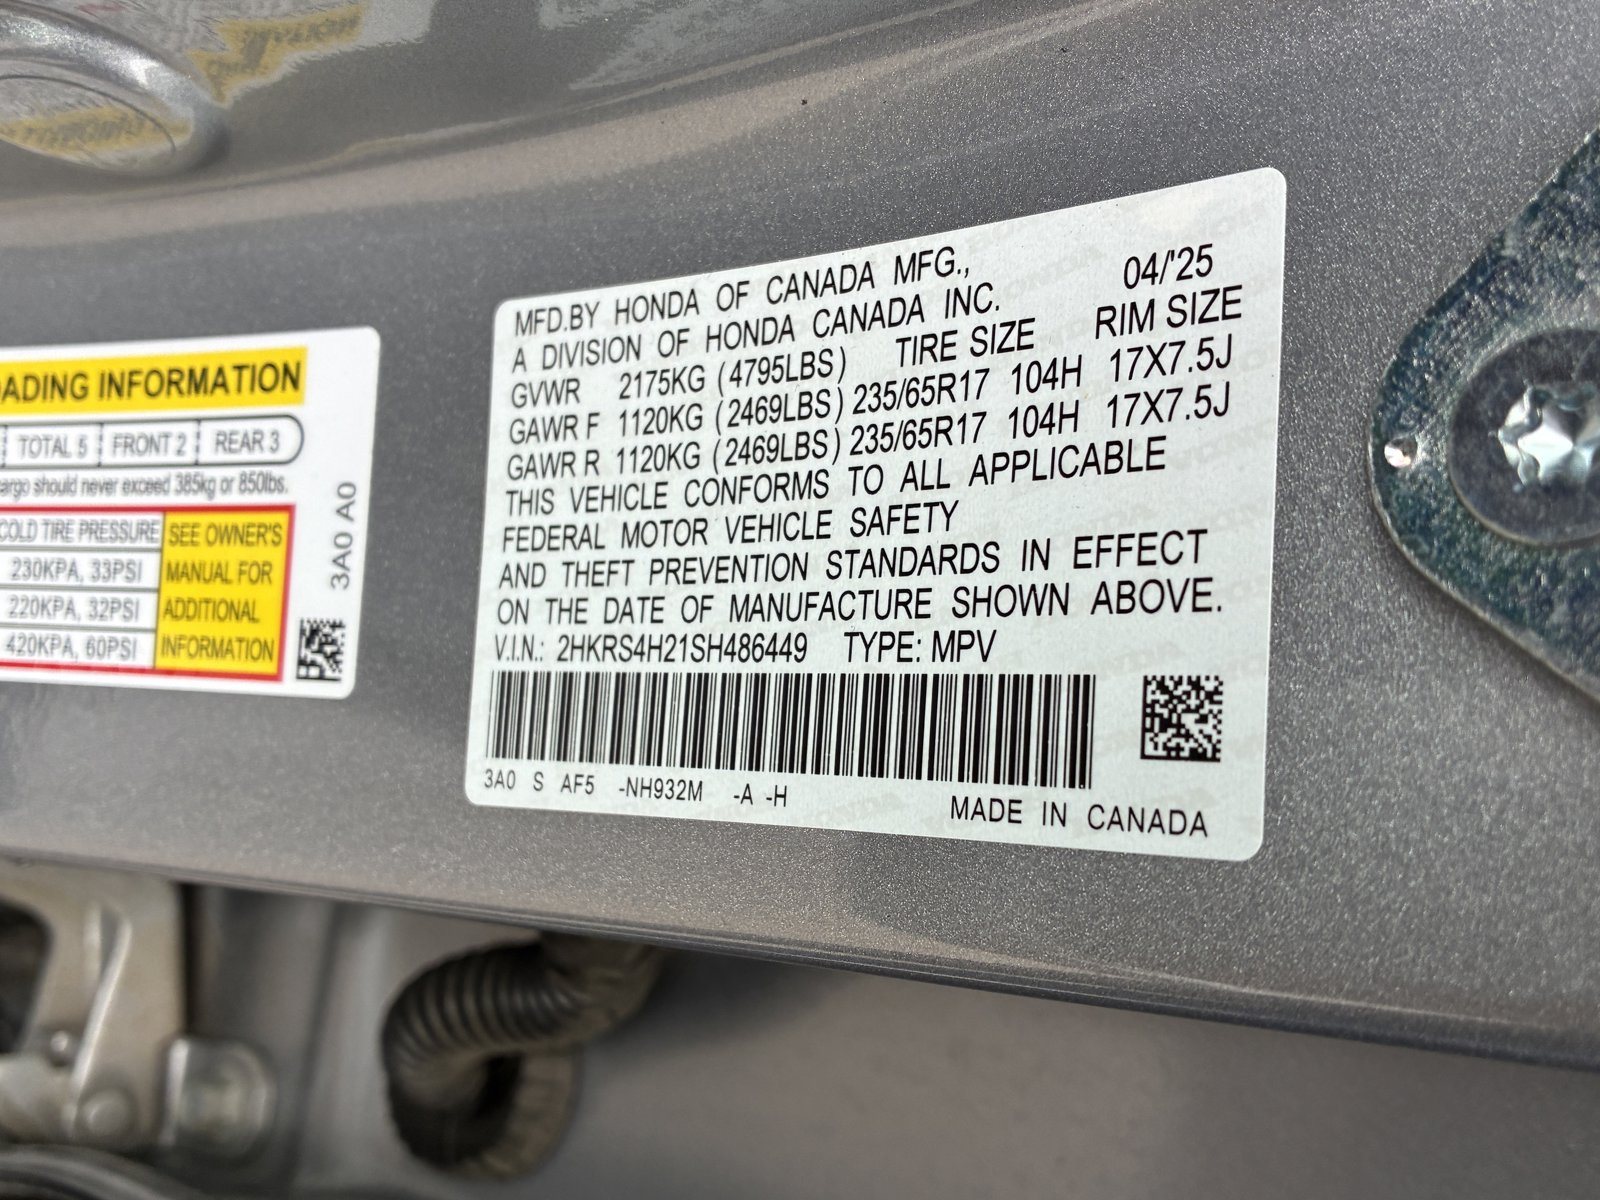 OADING INFORMATION
TOTAL 5 FRONT 2 REAR 3
argo should never exceed 385kg or 850lbs.
COLD TIRE PRESSURE
230KPA, 33PSI
220KPA, 32PSI
420KPA, 60PSI
SEE OWNER'S
MANUAL FOR
ADDITIONAL
INFORMATION
3A0 A0
MFD.BY HONDA OF CANADA MFG., 04/'25
A DIVISION OF HONDA CANADA INC.
GVWR 2175KG (4795LBS) TIRE SIZE RIM SIZE
GAWR F 1120KG (2469LBS) 235/65R17 104H 17X7.5J
GAWR R 1120KG (2469LBS) 235/65R17 104H 17X7.5J
THIS VEHICLE CONFORMS TO ALL APPLICABLE
FEDERAL MOTOR VEHICLE SAFETY
AND THEFT PREVENTION STANDARDS IN EFFECT
ON THE DATE OF MANUFACTURE SHOWN ABOVE.
V.I.N.: 2HKRS4H21SH486449 TYPE: MPV
3A0 S AF5 -NH932M -A -H
MADE IN CANADA